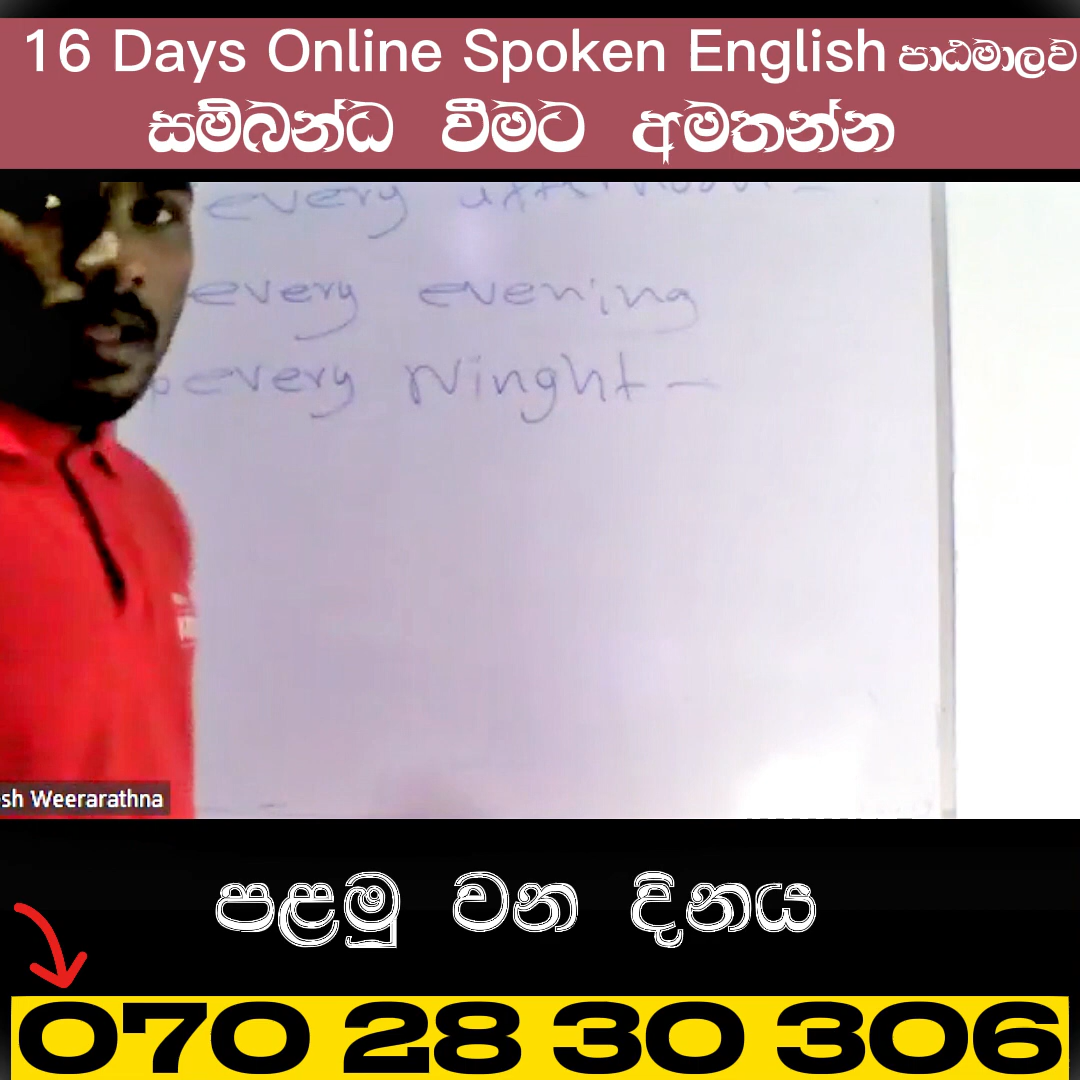 16 Days Online Spoken English පාඨමාලව
සම්බන්ධ වීමට අමතන්න
every
every evening
every Ninght -
sh Weerarathna
පළමු වන දිනය
070 28 30 306